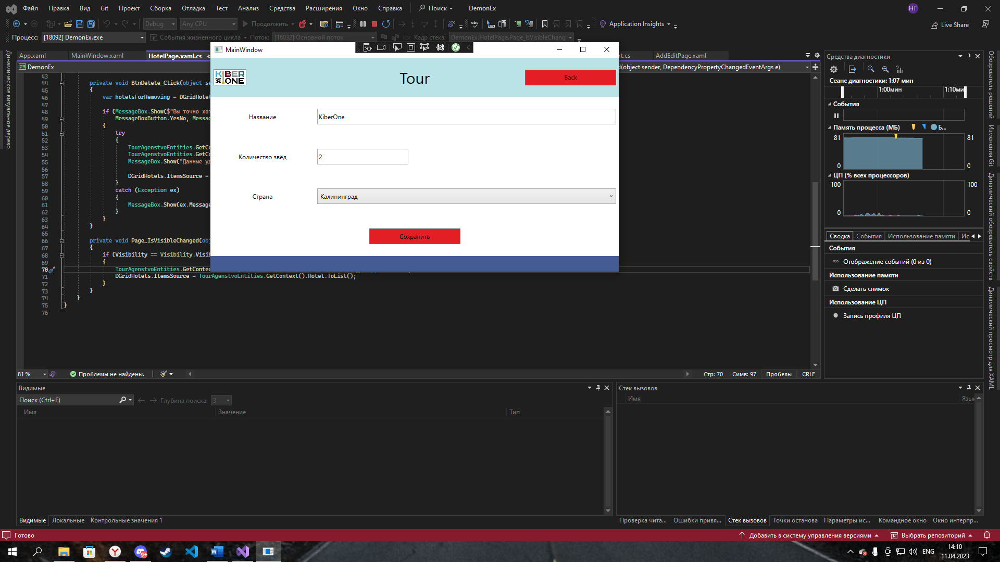 Файл Правка Вид Git Проект Сборка Отладка Тест Анализ Средства Расширения Окно Справка Поиск DemonEx НГ
Debug Any CPU Продолжить Application Insights Live Share
Процесс: [18092] DemonEx.exe События жизненного цикла Поток: [16032] Основной поток Кадр стека: DemonEx.HotelPage.Page_IsVisibleChang
App.xaml MainWindow.xaml HotelPage.xaml.cs xt.cs AddEditPage.xaml
DemonEx d(object sender, DependencyPropertyChangedEventArgs e)
MainWindow
KIBER
ONE
Tour
Back
Название KiberOne
Количество звёд 2
Страна Калининград
Сохранить
43
44 private void BtnDelete_Click(object se
45 {
46 var hotelsForRemoving = DGridHotel
47
48 if (MessageBox.Show($"Вы точно хот
49 MessageBoxButton.YesNo, Messag
50 {
51 try
52 {
53 TourAgenstvoEntities.GetCo
54 TourAgenstvoEntities.GetCo
55 MessageBox.Show("Данные уд
56
57 DGridHotels.ItemsSource =
58 }
59 catch (Exception ex)
60 {
61 MessageBox.Show(ex.Messag
62 }
63 }
64 }
65
66 private void Page_IsVisibleChanged(obj
67 {
68 if (Visibility == Visibility.Visib
69 {
70 TourAgenstvoEntities.GetContex
71 DGridHotels.ItemsSource = TourAgenstvoEntities.GetContext().Hotel.ToList();
72 }
73 }
74 }
75 }
76
81 % Проблемы не найдены. Стр: 70 Симв: 97 Пробелы CRLF
Динамическое визуальное дерево
Средства диагностики
Сеанс диагностики: 1:07 мин
1:00мин 1:10ми
События
Память процесса (МБ) Б...
81 81
0 0
ЦП (% всех процессоров)
100 100
0 0
Сводка События Использование памяти Ис
События
Отображение событий (0 из 0)
Использование памяти
Сделать снимок
Использование ЦП
Запись профиля ЦП
Обозреватель решений
Изменения Git
Динамический обозреватель свойств
Динамический просмотр для XAML
Видимые
Поиск (Ctrl+E) Глубина поиска: 3
Имя Значение Тип
Видимые Локальные Контрольные значения 1
Стек вызовов
Имя Язык
Проверка чита... Ошибки привя... Стек вызовов Точки останова Параметры ис... Командное окно Окно интерпр...
Готово Добавить в систему управления версиями Выбрать репозиторий
9+
ENG
14:10
11.04.2023